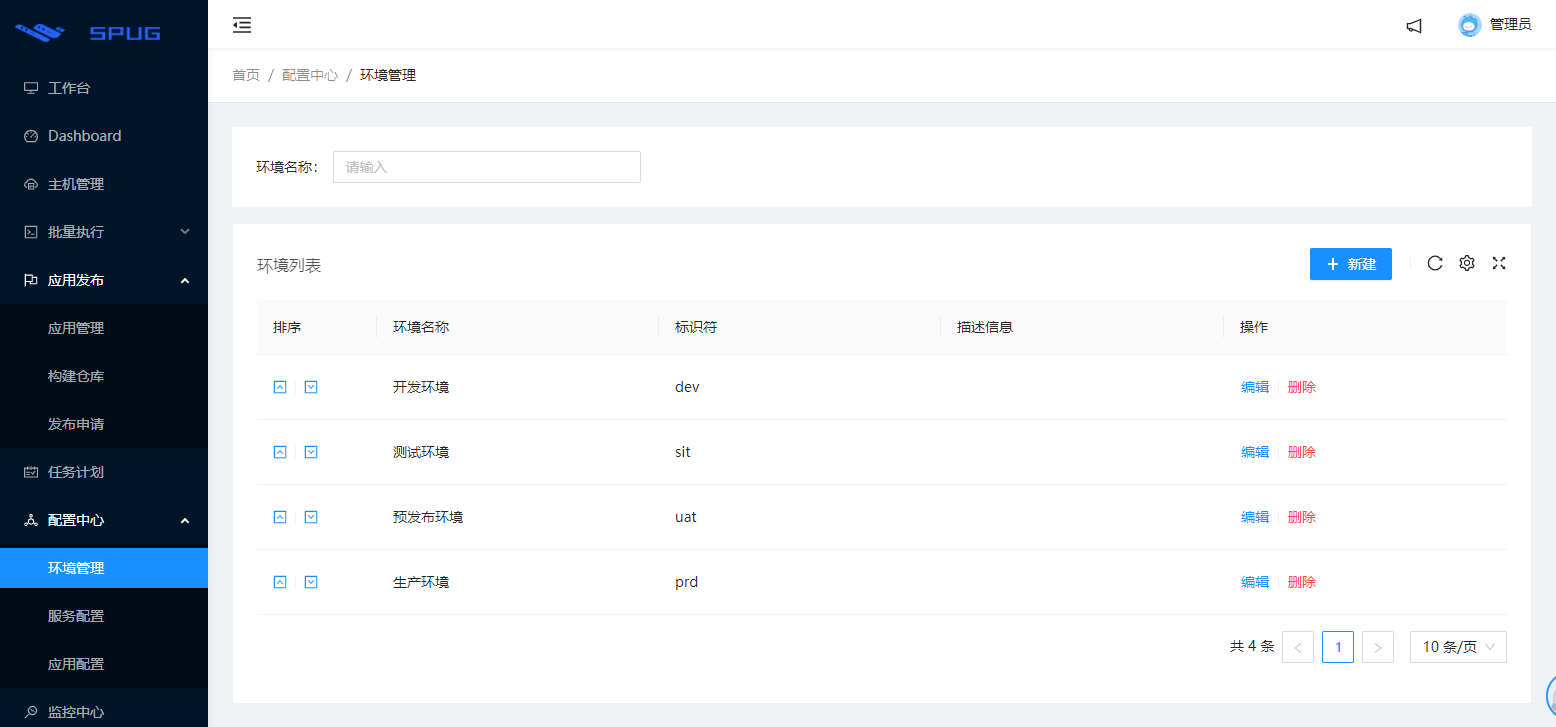 SPUG
工作台
Dashboard
主机管理
批量执行
应用发布
应用管理
构建仓库
发布申请
任务计划
配置中心
环境管理
服务配置
应用配置
监控中心
管理员
首页 / 配置中心 / 环境管理
环境名称: 请输入
环境列表
新建
排序 环境名称 标识符 描述信息 操作
开发环境 dev 编辑 删除
测试环境 sit 编辑 删除
预发布环境 uat 编辑 删除
生产环境 prd 编辑 删除
共 4 条 < 1 > 10 条/页